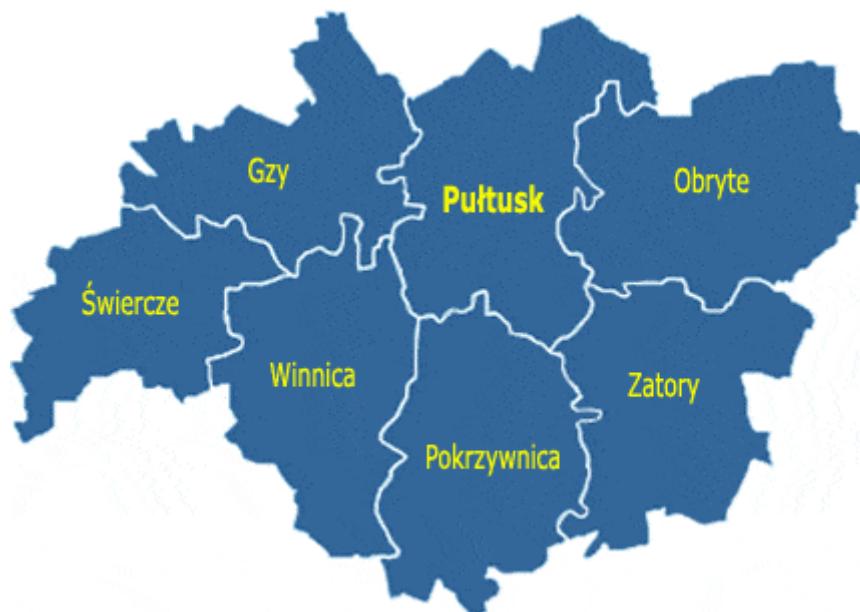 Gzy
Pułtusk
Obryte
Świercze
Winnica
Zatory
Pokrzywnica